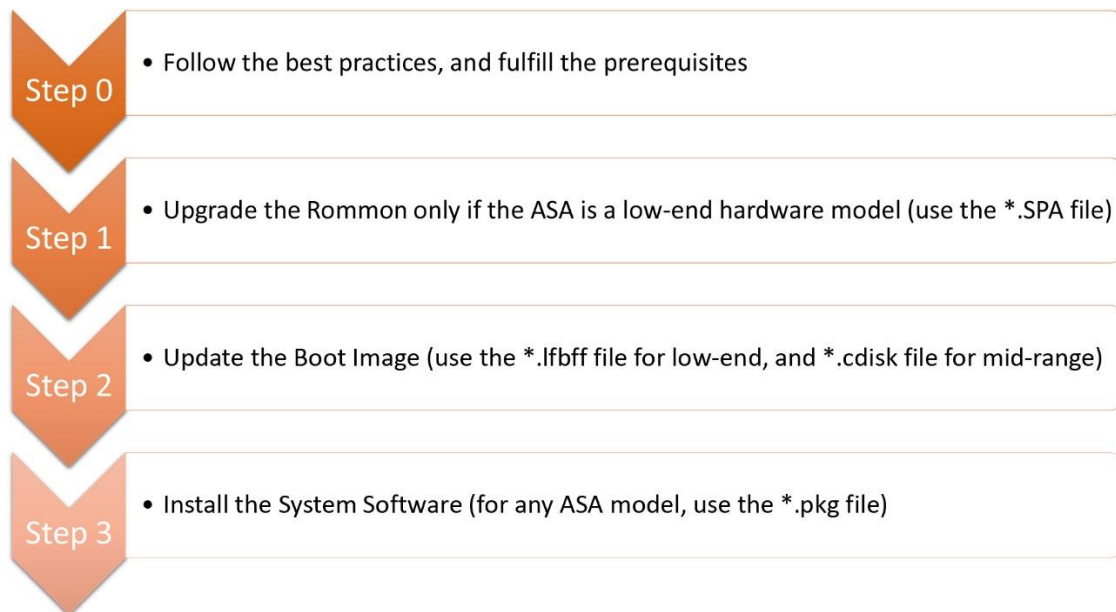 Step 0
• Follow the best practices, and fulfill the prerequisites
Step 1
• Upgrade the Rommon only if the ASA is a low-end hardware model (use the *.SPA file)
Step 2
• Update the Boot Image (use the *.lfbff file for low-end, and *.cdisk file for mid-range)
Step 3
• Install the System Software (for any ASA model, use the *.pkg file)